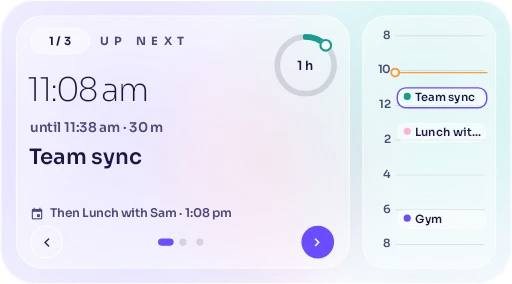 1 / 3 UP NEXT
1 h
11:08 am
until 11:38 am · 30 m
Team sync
Then Lunch with Sam · 1:08 pm
8
10
Team sync
12
Lunch wit...
2
4
6
Gym
8